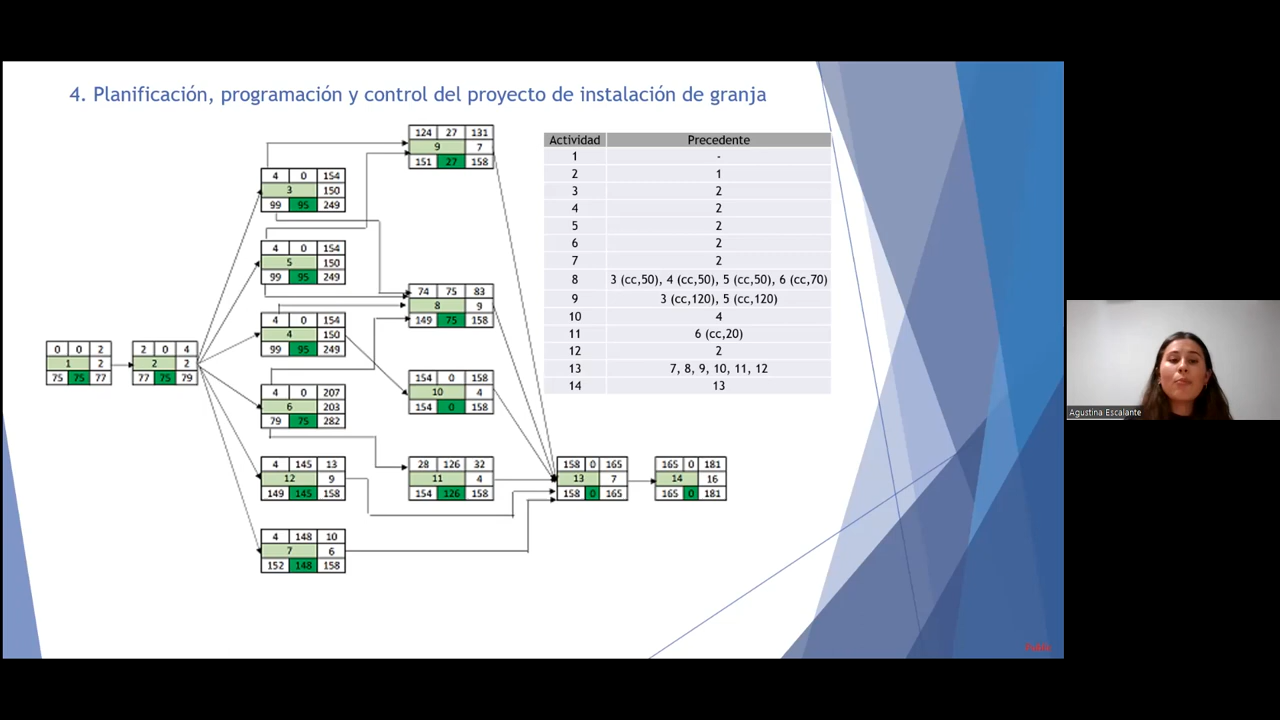 4. Planificación, programación y control del proyecto de instalación de granja
124 27 131
9 7
151 27 158
4 0 154
3 150
99 95 249
4 0 154
5 150
99 95 249
74 75 83
8 9
149 75 158
4 0 154
4 150
99 95 249
0 0 2
1 2
75 75 77
2 0 4
2 2
77 75 79
154 0 158
10 4
154 0 158
4 0 207
6 203
79 75 282
4 145 13
12 9
149 145 158
28 126 32
11 4
154 126 158
158 0 165
13 7
158 0 165
165 0 181
14 16
165 0 181
4 148 10
7 6
152 148 158
Actividad Precedente
1 -
2 1
3 2
4 2
5 2
6 2
7 2
8 3 (cc,50), 4 (cc,50), 5 (cc,50), 6 (cc,70)
9 3 (cc,120), 5 (cc,120)
10 4
11 6 (cc,20)
12 2
13 7, 8, 9, 10, 11, 12
14 13
Agustina Escalante